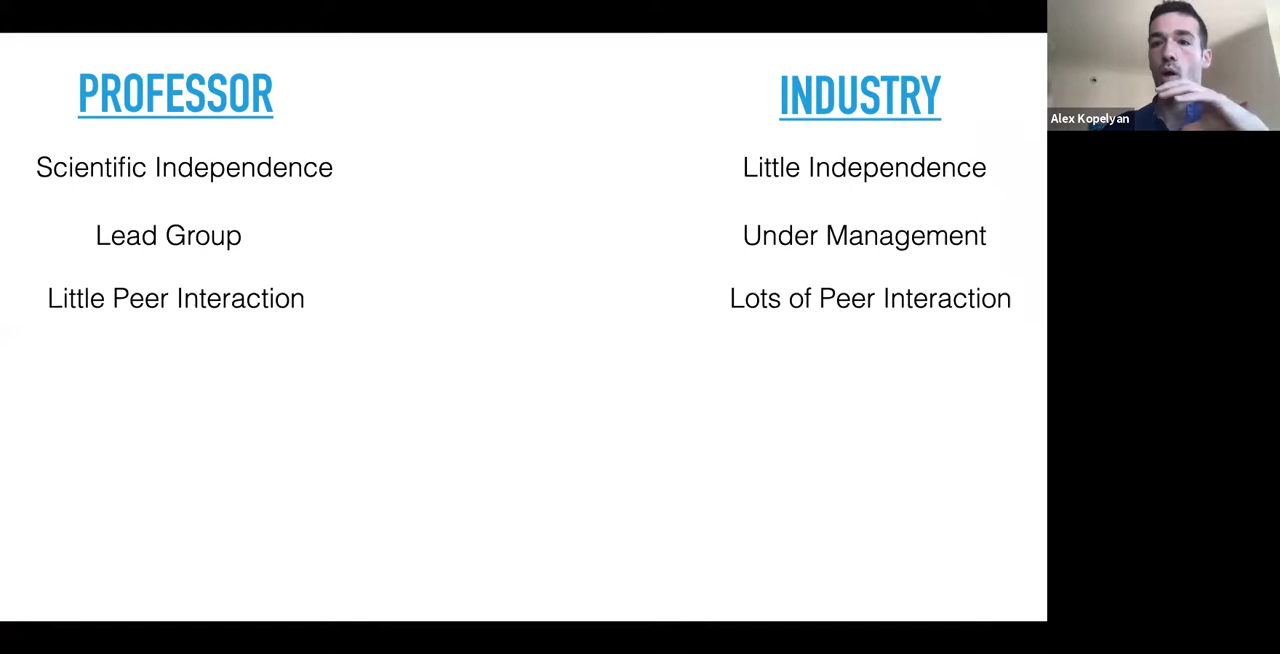 PROFESSOR
INDUSTRY
Scientific Independence
Little Independence
Lead Group
Under Management
Little Peer Interaction
Lots of Peer Interaction
Alex Kopelyan